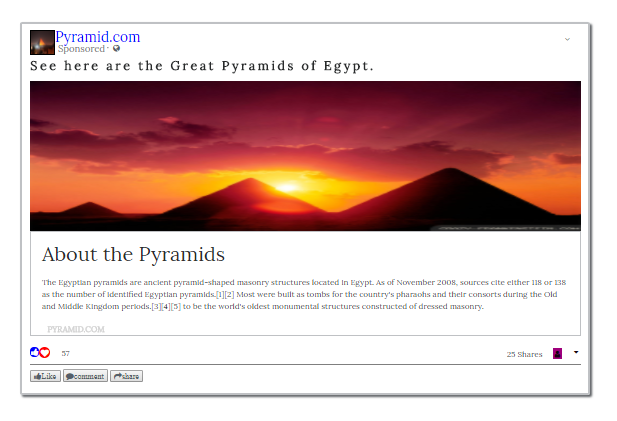 Pyramid.com
Sponsored ·
See here are the Great Pyramids of Egypt.
About the Pyramids
The Egyptian pyramids are ancient pyramid-shaped masonry structures located in Egypt. As of November 2008, sources cite either 118 or 138
as the number of identified Egyptian pyramids.[1][2] Most were built as tombs for the country's pharaohs and their consorts during the Old
and Middle Kingdom periods.[3][4][5] to be the world's oldest monumental structures constructed of dressed masonry.
PYRAMID.COM
57
25 Shares
Like comment share